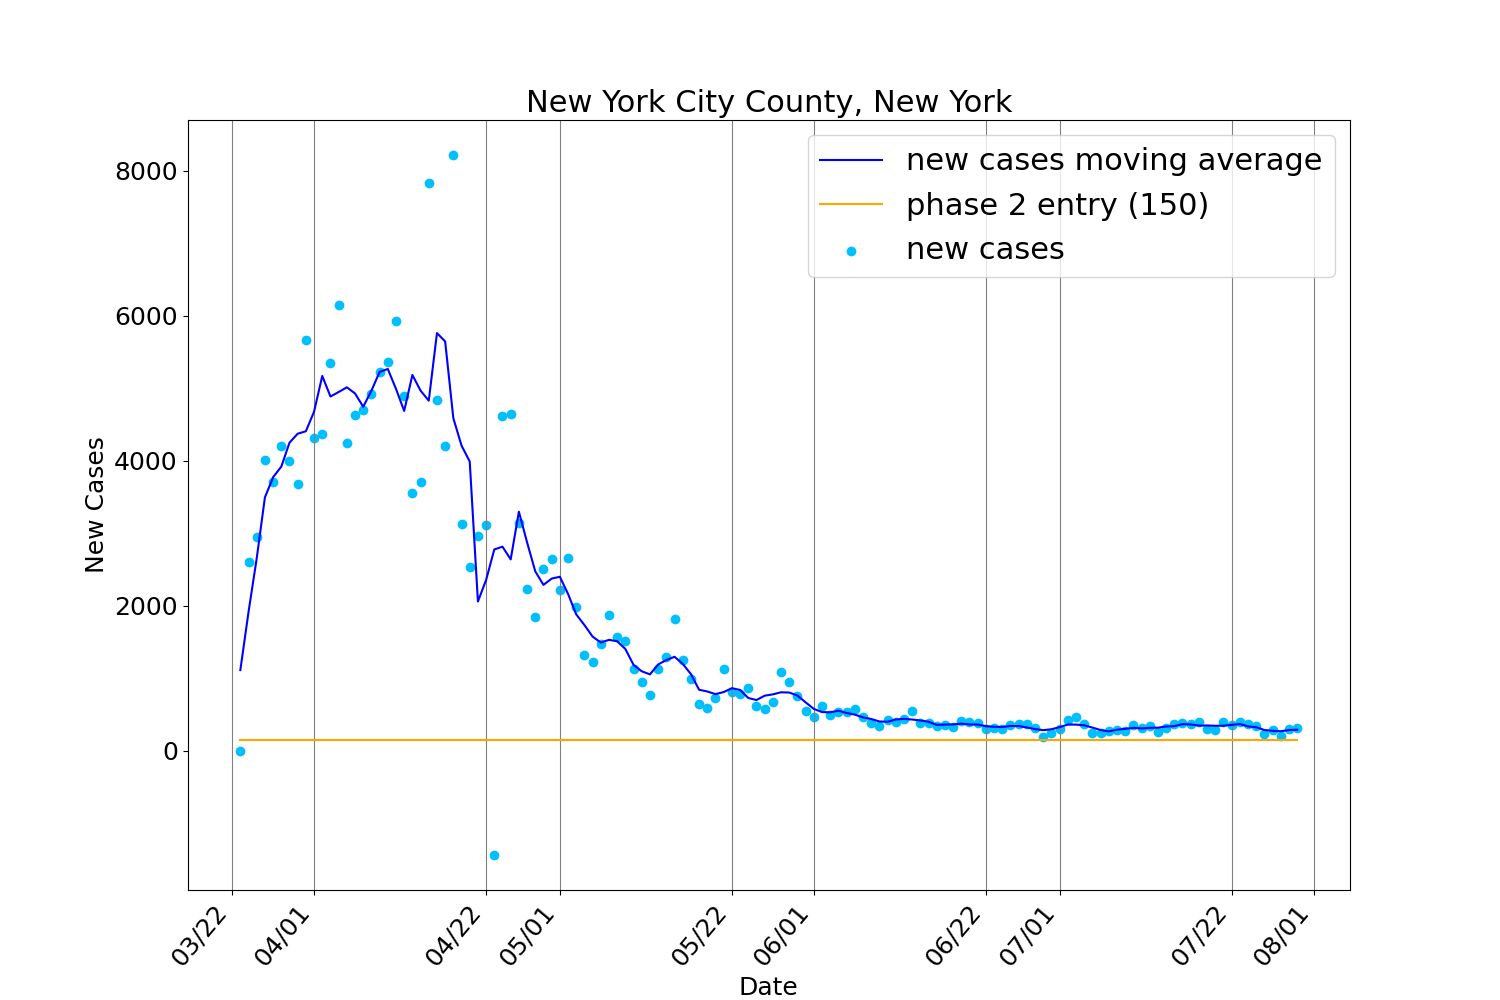 New York City County, New York
new cases moving average
phase 2 entry (150)
new cases
8000
6000
4000
2000
0
New Cases
03/22
04/01
04/22
05/01
05/22
06/01
06/22
07/01
07/22
08/01
Date